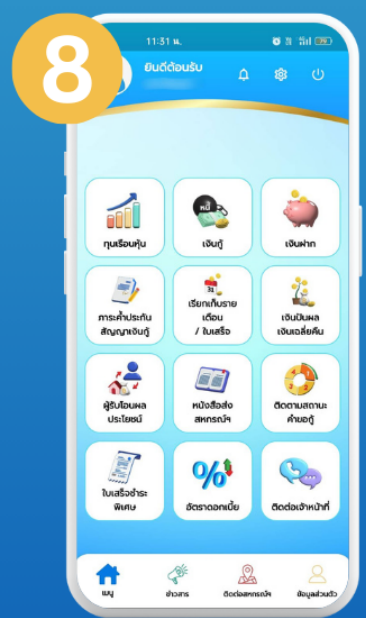 8
11:31 น.
ยินดีต้อนรับ
ทุนเรือนหุ้น
หนี้
เงินกู้
เงินฝาก
ภาระค้ำประกัน
สัญญาเงินกู้
31
เรียกเก็บราย
เดือน
/ ใบเสร็จ
เงินปันผล
เงินเฉลี่ยคืน
ผู้รับโอนผล
ประโยชน์
หนังสือส่ง
สหกรณ์ฯ
ติดตามสถานะ
คำขอกู้
ใบเสร็จชำระ
พิเศษ
%
อัตราดอกเบี้ย
ติดต่อเจ้าหน้าที่
เมนู
ข่าวสาร
ติดต่อสหกรณ์ฯ
ข้อมูลส่วนตัว